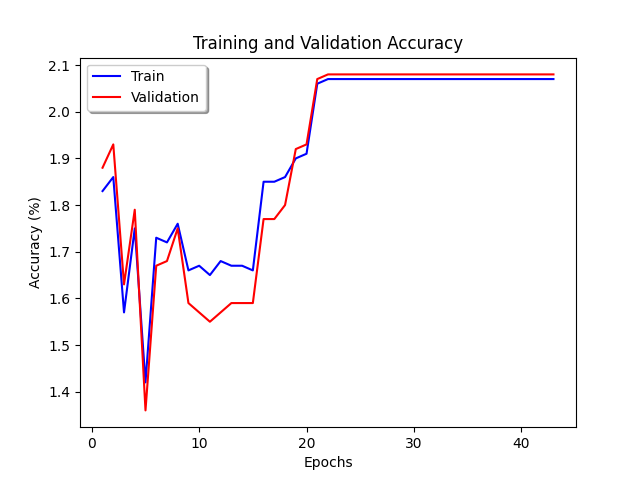 Training and Validation Accuracy
Train
Validation
2.1
2.0
1.9
1.8
1.7
1.6
1.5
1.4
Accuracy (%)
0 10 20 30 40
Epochs